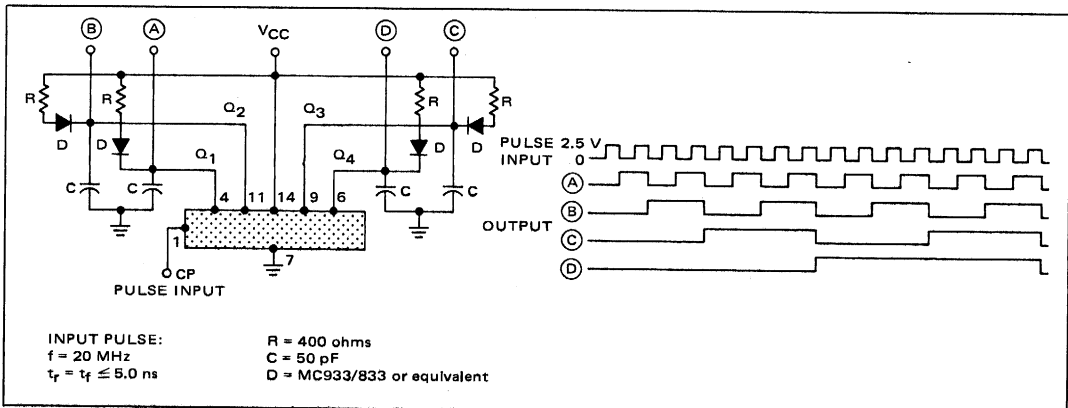 B A VCC D C
R R R R
Q2 Q3
D D D D
Q1 Q4
C C C C
4 11 14 9 6
1
7
CP
PULSE INPUT
INPUT PULSE:
f = 20 MHz
tr = tf ≦ 5.0 ns
R = 400 ohms
C = 50 pF
D = MC933/833 or equivalent
PULSE 2.5 V
INPUT 0
A
B
OUTPUT
C
D